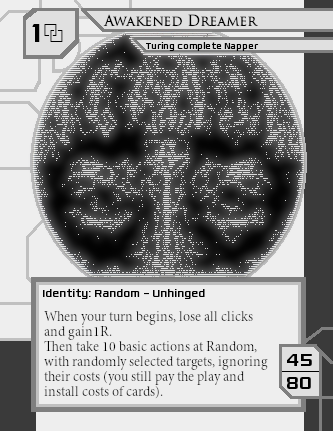 AWAKENED DREAMER
1
Turing complete Napper
Identity: Random - Unhinged
When your turn begins, lose all clicks
and gain1R.
Then take 10 basic actions at Random,
with randomly selected targets, ignoring
their costs (you still pay the play and
install costs of cards).
45
80